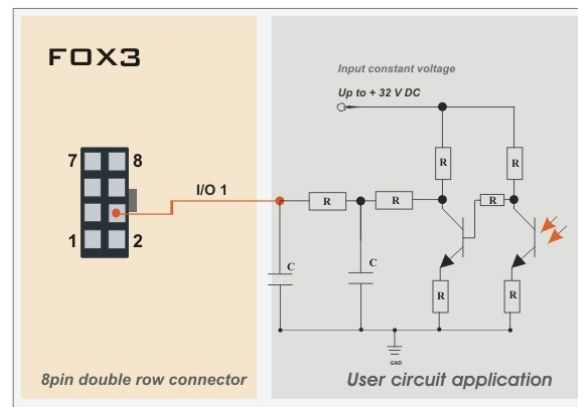 FOX3
Input constant voltage
Up to + 32 V DC
7
8
I/O 1
1
2
R
R
R
R
R
C
C
R
R
GND
8pin double row connector
User circuit application